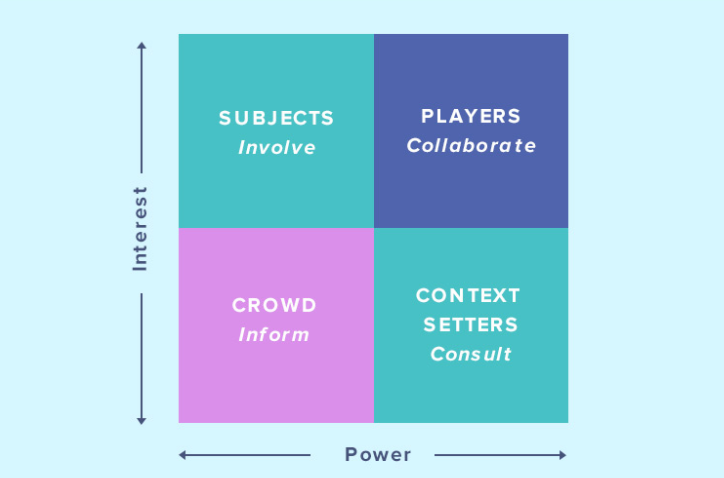 SUBJECTS
Involve
PLAYERS
Collaborate
Interest
CROWD
Inform
CONTEXT
SETTERS
Consult
Power